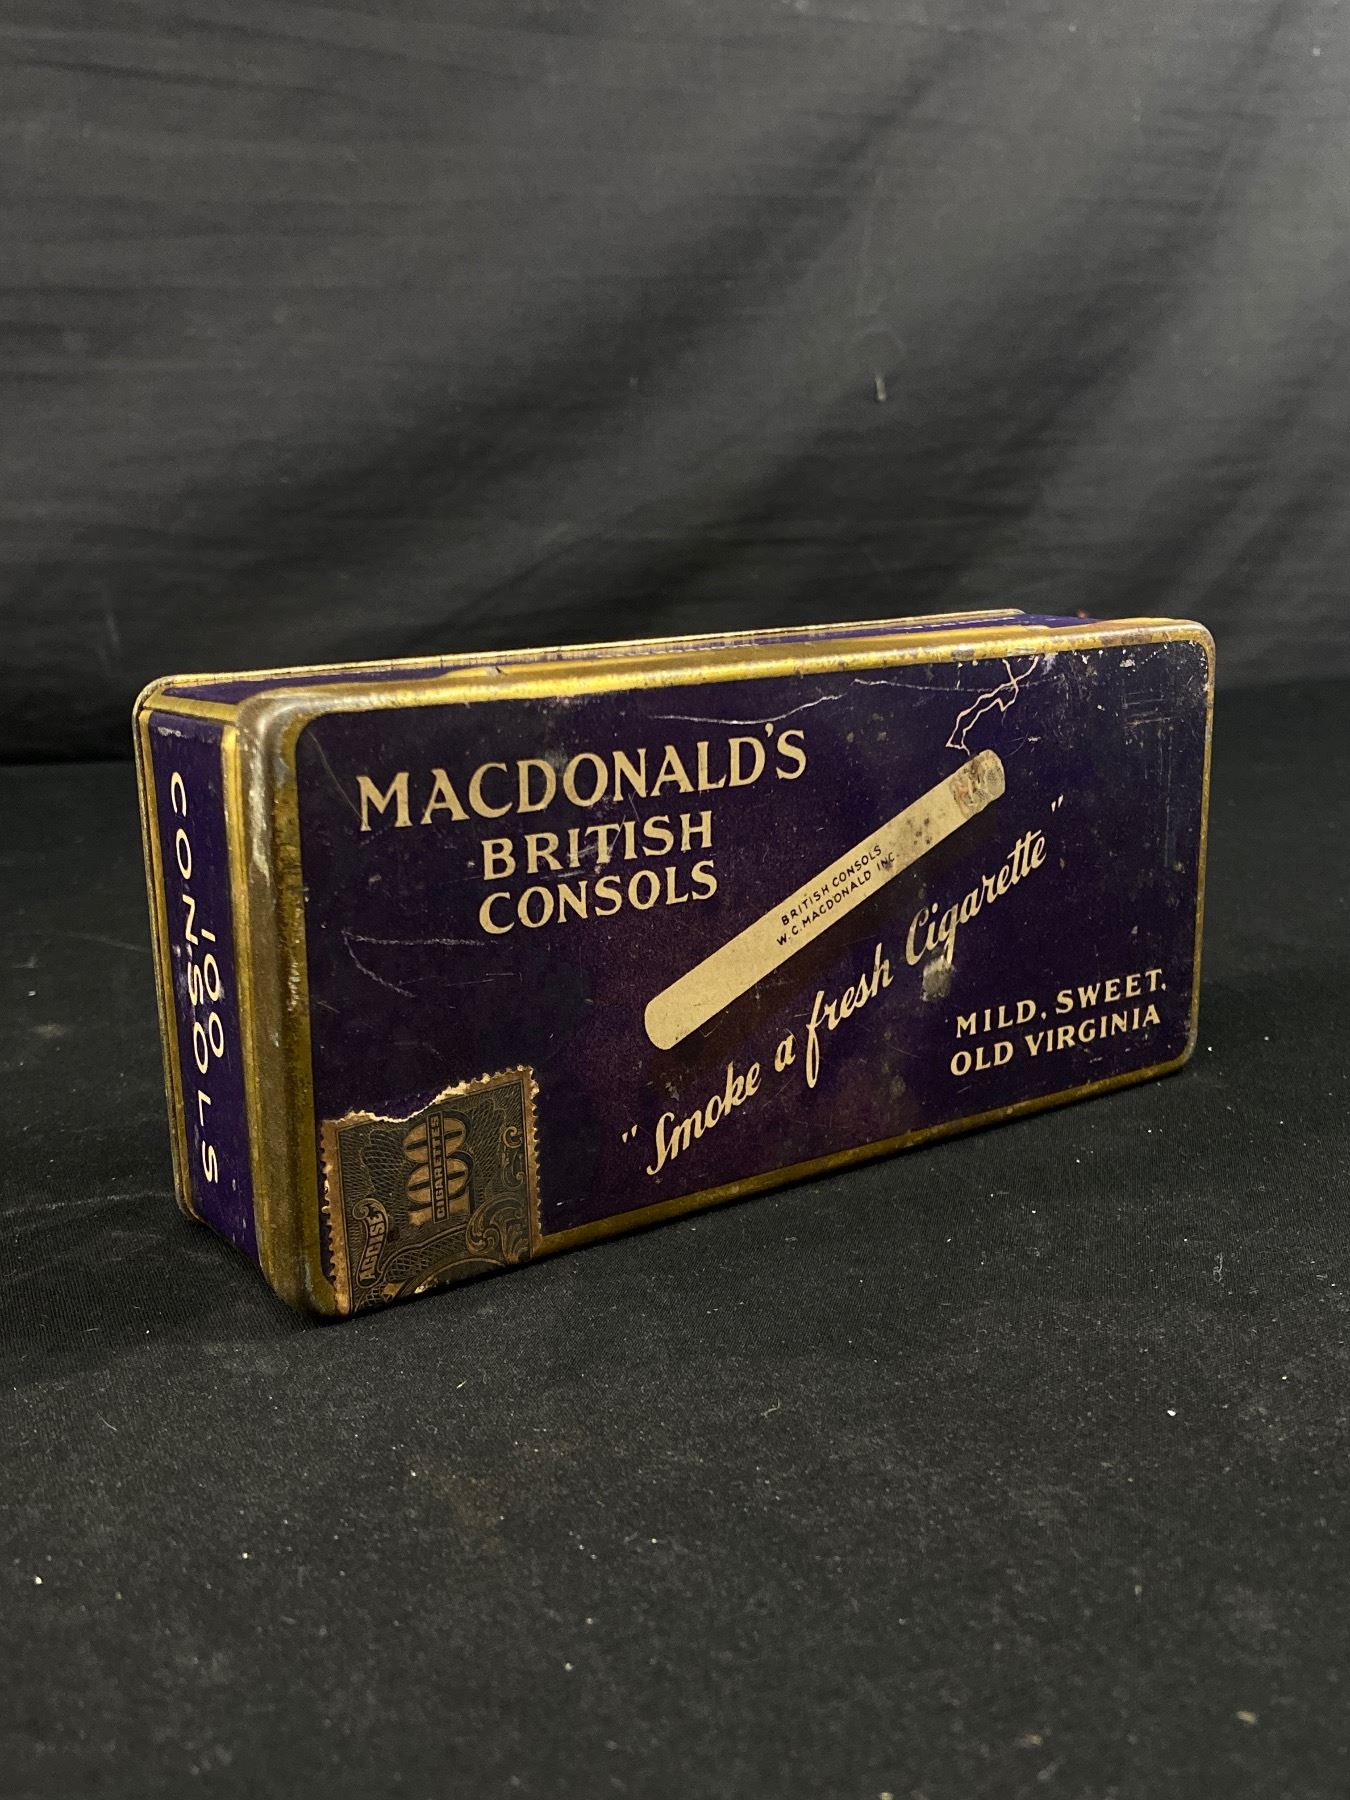 MACDONALD'S
BRITISH
CONSOLS
BRITISH CONSOLS
W.C. MACDONALD INC.
"Smoke a fresh Cigarette"
MILD, SWEET,
OLD VIRGINIA
100
CIGARETTES
100
CONSOLS